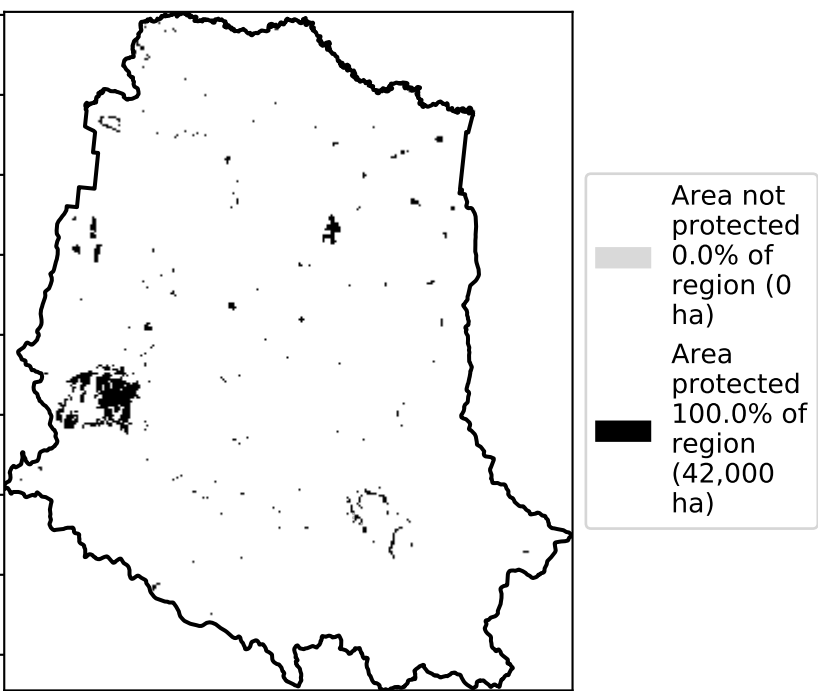 Area not
protected
0.0% of
region (0
ha)
Area
protected
100.0% of
region
(42,000
ha)